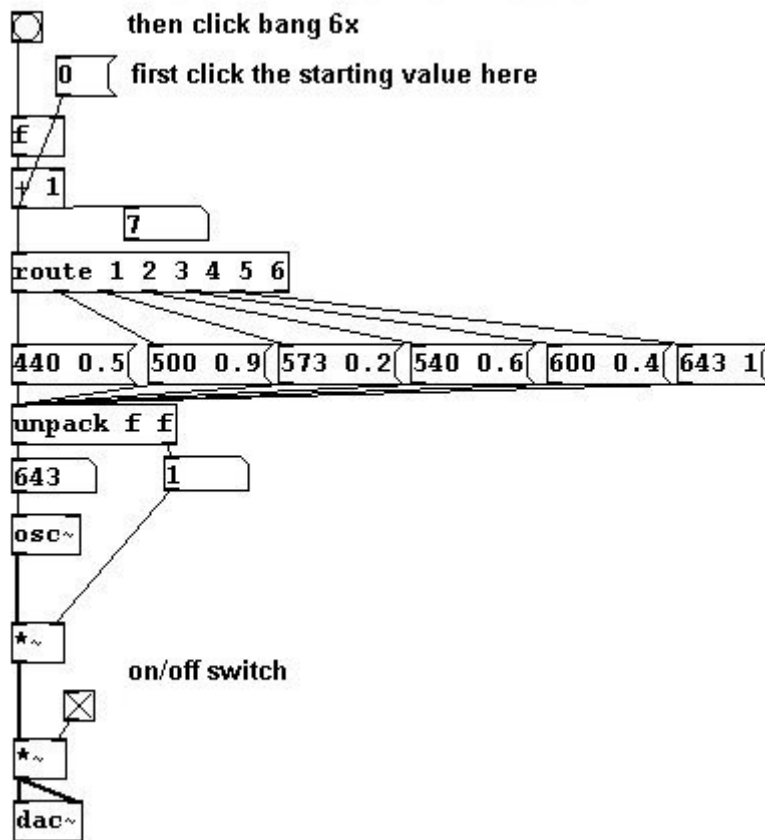 then click bang 6x
0
first click the starting value here
f
+ 1
7
route 1 2 3 4 5 6
440 0.5 500 0.9 573 0.2 540 0.6 600 0.4 643 1
unpack f f
643
1
osc~
*~
on/off switch
*~
dac~